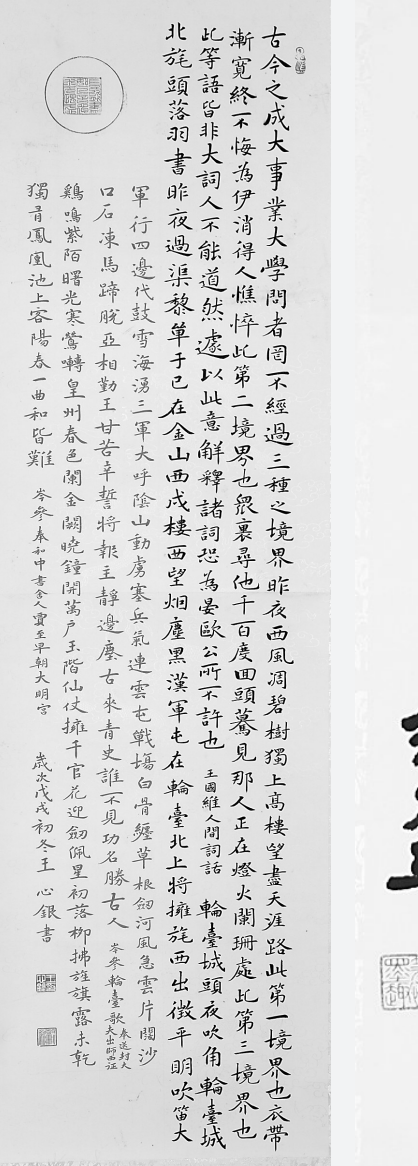 古今之成大事業大學問者罔不經過三種之境界昨夜西風凋碧樹獨上高樓望盡天涯路此第一境界也衣帶
漸寬終不悔為伊消得人憔悴此第二境界也眾裏尋他千百度回頭驀見那人正在燈火闌珊處此第三境界也
此等語皆非大詞人不能道然遽以此意解釋諸詞恐為晏歐公所不許也 王國維人間詞話 輪臺城頭夜吹角輪臺城
北旄頭落羽書昨夜過渠黎單于已在金山西戍樓西望烟塵黑漢軍屯在輪臺北上將擁旄西出徵平明吹笛大
軍行四邊代鼓雪海湧三軍大呼陰山動虜塞兵氣連雲屯戰場白骨纏草根劍河風急雲片闊沙
口石凍馬蹄脫亞相勤王甘苦辛誓將報主靜邊塵古來青史誰不見功名勝古人 岑參輪臺歌奉送封大夫出師西征
鷄鳴紫陌曙光寒鶯囀皇州春色闌金闕曉鐘開萬戶玉階仙仗擁千官花迎劍佩星初落柳拂旌旗露未乾
獨有鳳凰池上客陽春一曲和皆難 岑參奉和中書舍人賈至早朝大明宮 歲次戊戌初冬王心銀書